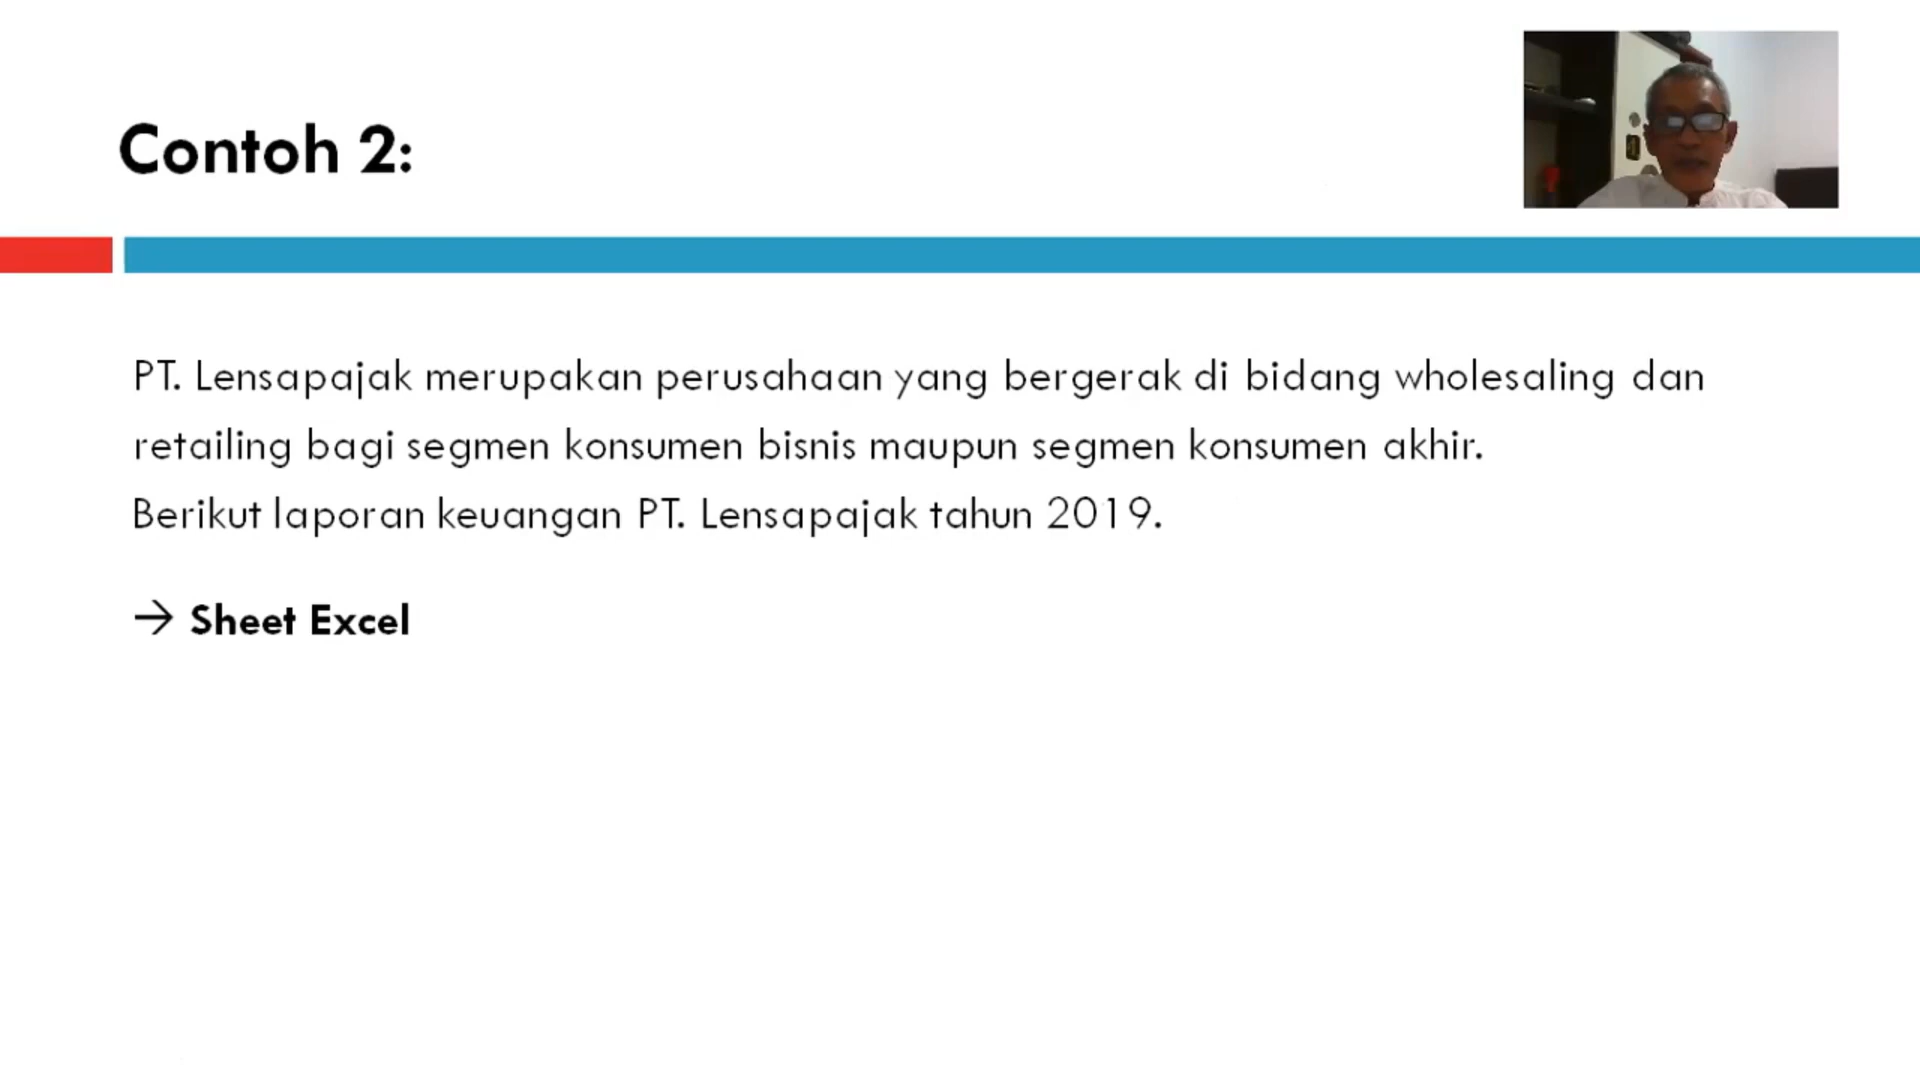 Contoh 2:
PT. Lensapajak merupakan perusahaan yang bergerak di bidang wholesaling dan
retailing bagi segmen konsumen bisnis maupun segmen konsumen akhir.
Berikut laporan keuangan PT. Lensapajak tahun 2019.
→ Sheet Excel